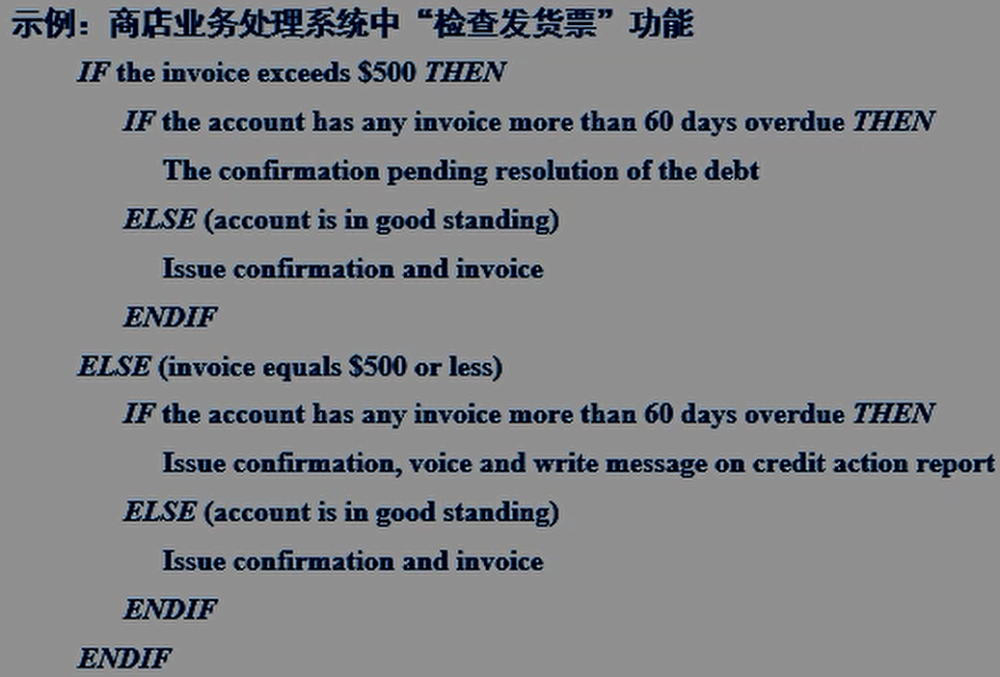 示例：商店业务处理系统中“检查发货票”功能
IF the invoice exceeds $500 THEN
IF the account has any invoice more than 60 days overdue THEN
The confirmation pending resolution of the debt
ELSE (account is in good standing)
Issue confirmation and invoice
ENDIF
ELSE (invoice equals $500 or less)
IF the account has any invoice more than 60 days overdue THEN
Issue confirmation, voice and write message on credit action report
ELSE (account is in good standing)
Issue confirmation and invoice
ENDIF
ENDIF